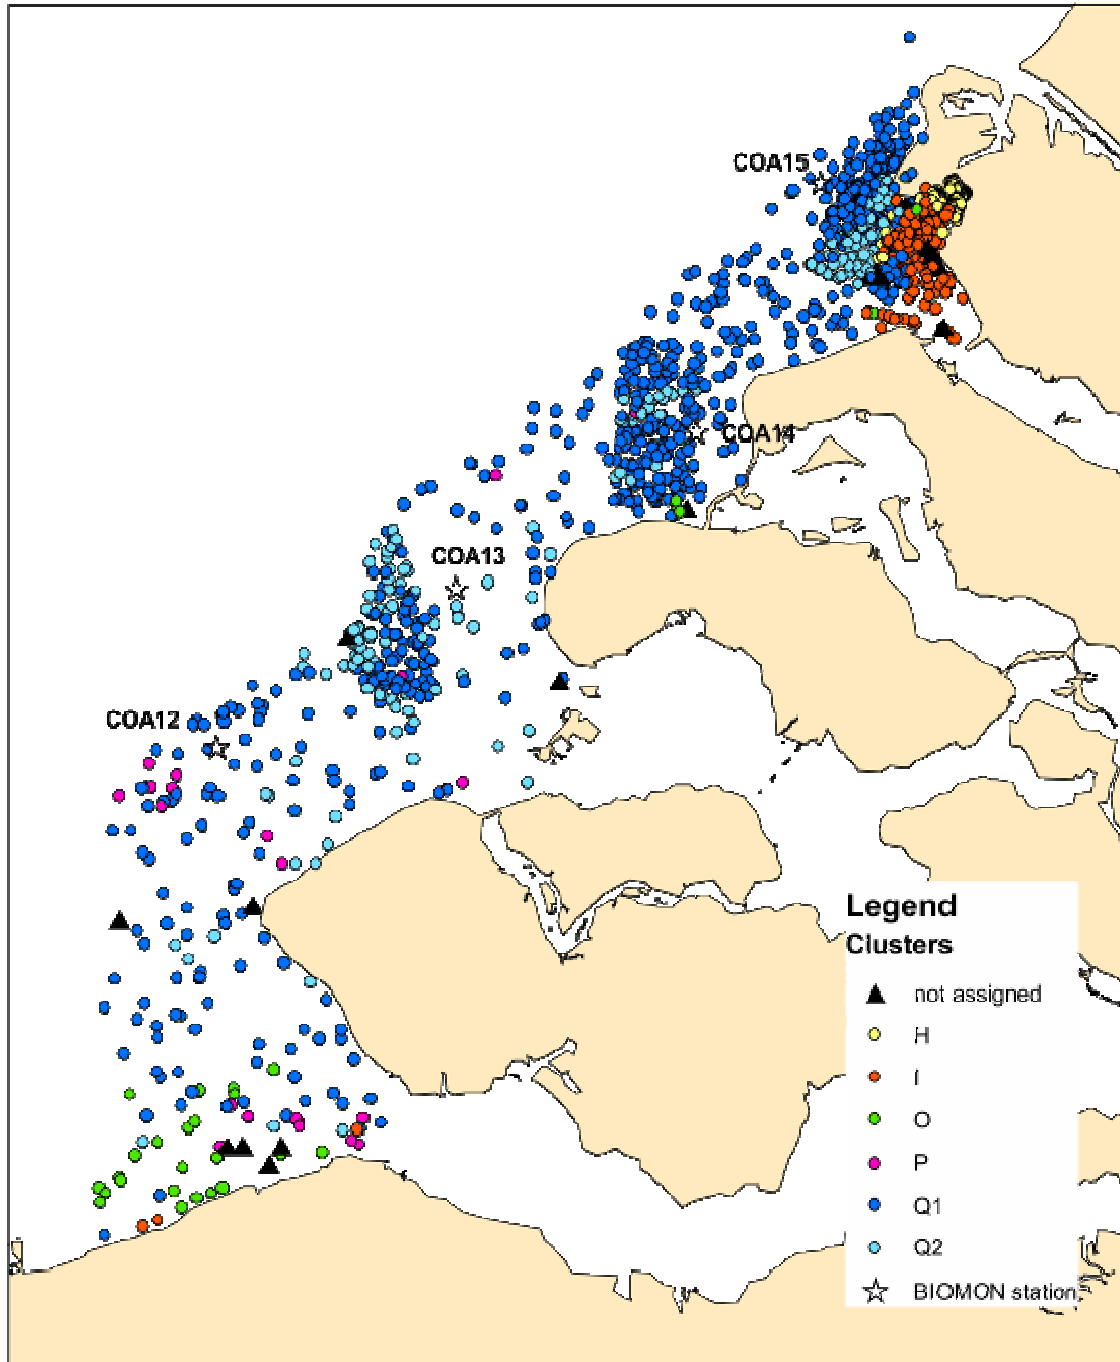 COA15
COA14
COA13
COA12
Legend
Clusters
not assigned
H
I
O
P
Q1
Q2
BIOMON station